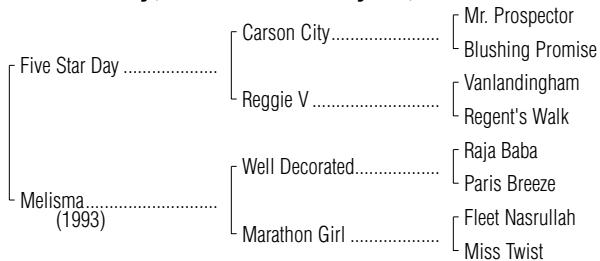 Mr. Prospector
Carson City
Blushing Promise
Five Star Day
Vanlandingham
Reggie V
Regent's Walk
Raja Baba
Well Decorated
Paris Breeze
Melisma
(1993)
Fleet Nasrullah
Marathon Girl
Miss Twist